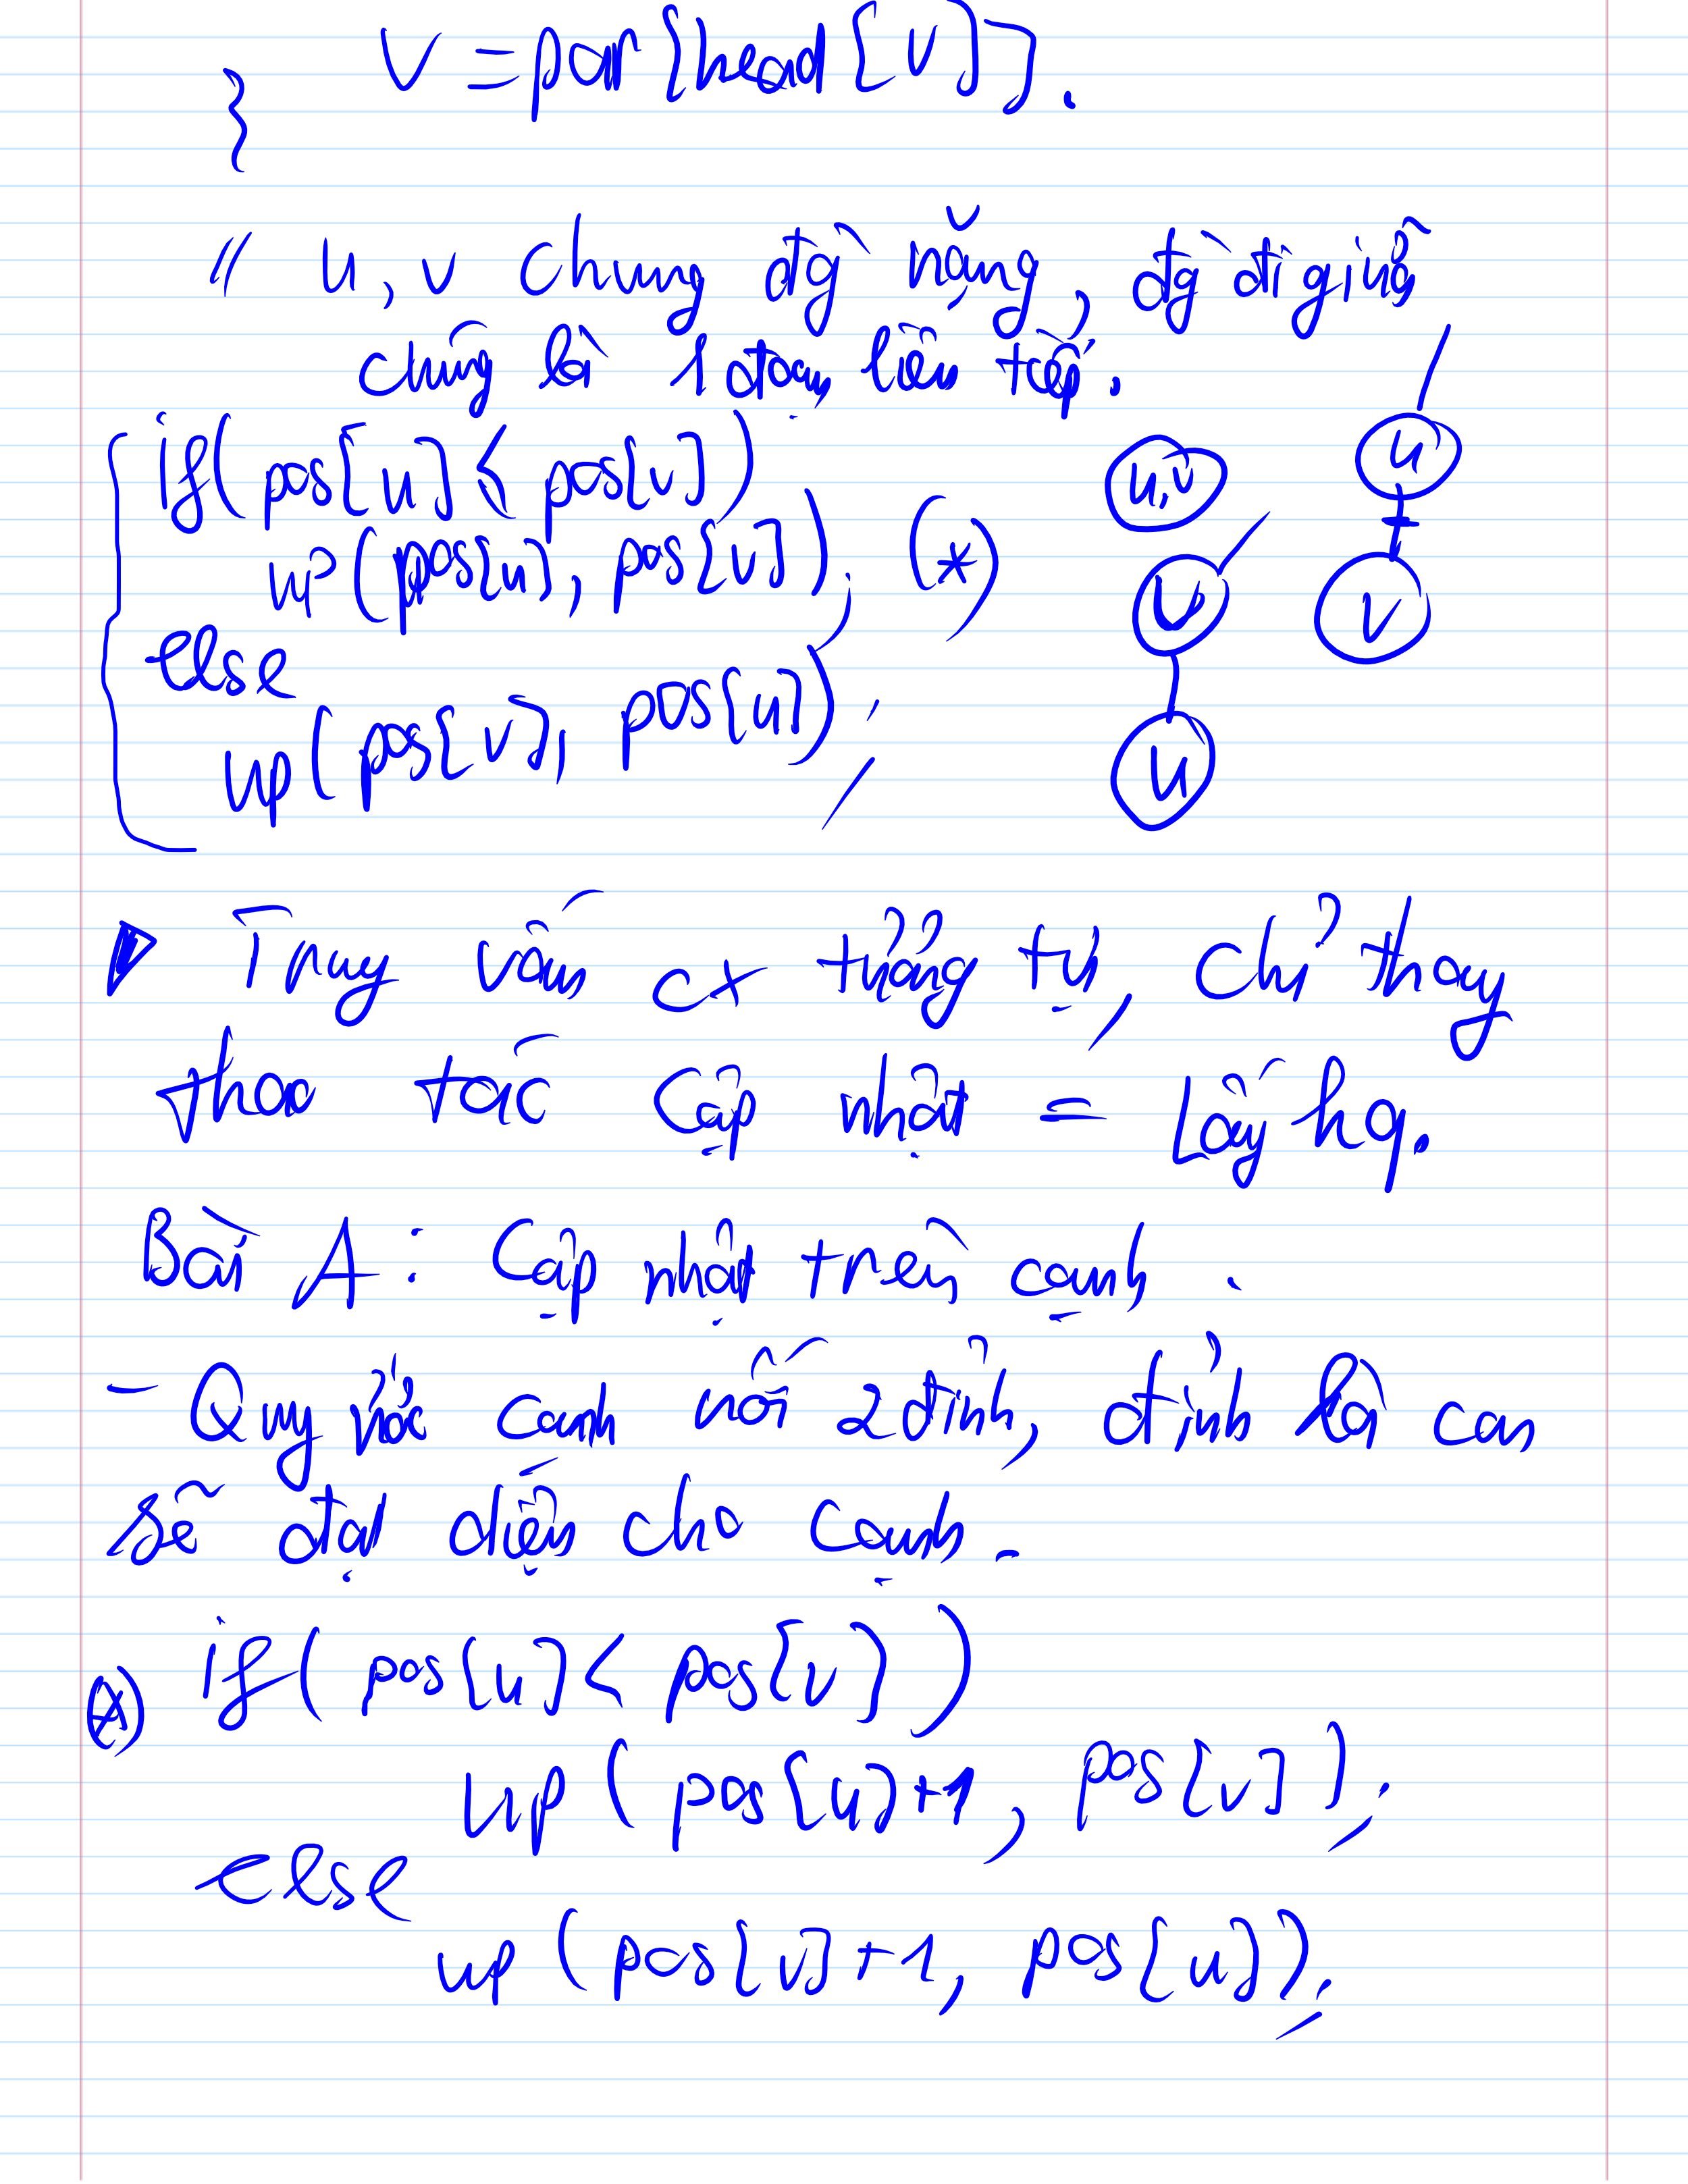 v = par[head[v]].
}
// u, v chung đg nặng, đg đi giữa
chúng là 1 đoạn liên tiếp.
if(pos[u] < pos[v])
up(pos[u], pos[v]); (*)
else
up(pos[v], pos[u]);
u,v
u
v
v
u
Truy vấn cx tương tự, chỉ thay
thao tác cập nhật = lấy kq.
Bài A: Cập nhật trên cạnh.
- Quy ước cạnh nối 2 đỉnh, đỉnh là con
sẽ đại diện cho cạnh.
(*) if(pos[u] < pos[v])
up(pos[u]+1, pos[v]);
else
up(pos[v]+1, pos[u]);